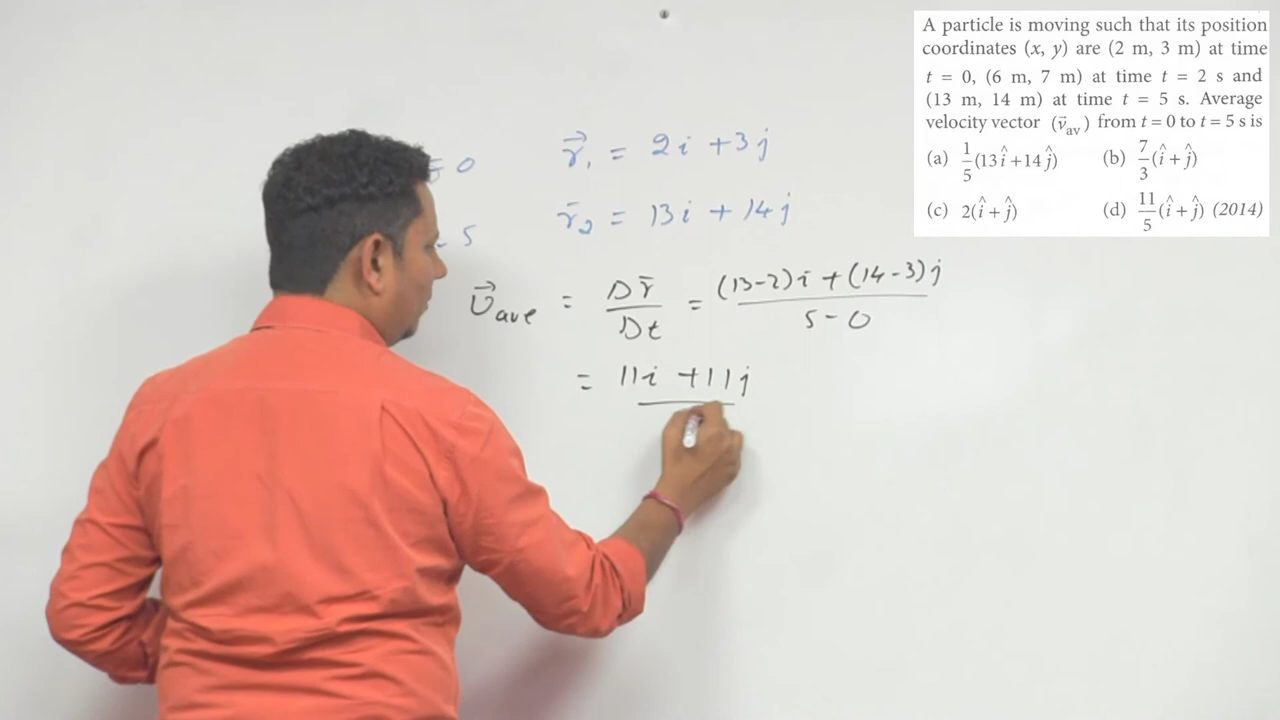 A particle is moving such that its position
coordinates (x, y) are (2 m, 3 m) at time
t = 0, (6 m, 7 m) at time t = 2 s and
(13 m, 14 m) at time t = 5 s. Average
velocity vector (v⃗av) from t = 0 to t = 5 s is
(a) 1/5(13î + 14ĵ) (b) 7/3(î + ĵ)
(c) 2(î + ĵ) (d) 11/5(î + ĵ) (2014)
= 0 r⃗₁ = 2i + 3j
5 r̄₂ = 13i + 14j
v⃗ave = Dr̄/Dt = (13-2)i + (14-3)j / 5-0
= 11i + 11j